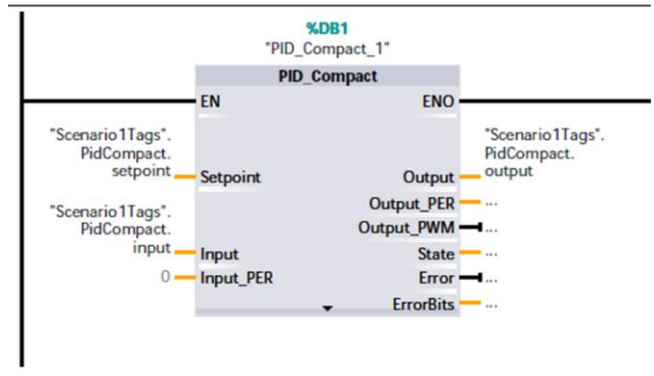 %DB1
"PID_Compact_1"
PID_Compact
EN ENO
"Scenario1Tags".
PidCompact.
setpoint Setpoint
"Scenario1Tags".
PidCompact.
input Input
0 Input_PER
Output "Scenario1Tags".
PidCompact.
output
Output_PER ...
Output_PWM ...
State ...
Error ...
ErrorBits ...